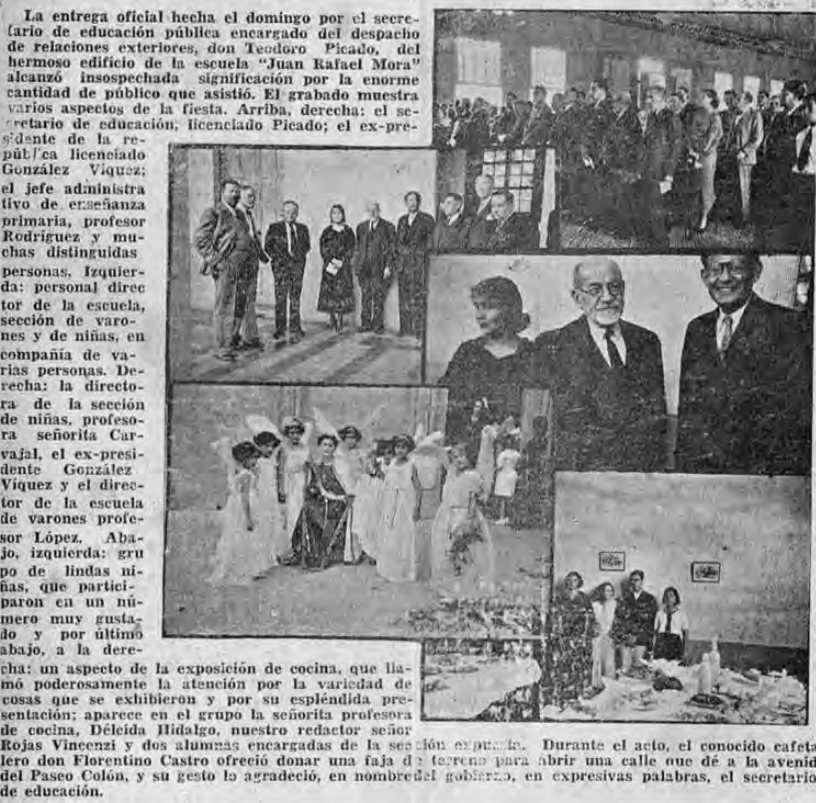 La entrega oficial hecha el domingo por el secre-
tario de educación pública encargado del despacho
de relaciones exteriores, don Teodoro Picado, del
hermoso edificio de la escuela "Juan Rafael Mora"
alcanzó insospechada significación por la enorme
cantidad de público que asistió. El grabado muestra
varios aspectos de la fiesta. Arriba, derecha: el se-
cretario de educación, licenciado Picado; el ex-pre-
sidente de la re-
pública licenciado
González Víquez;
el jefe administra
tivo de enseñanza
primaria, profesor
Rodríguez y mu-
chas distinguidas
personas. Izquier-
da: personal direc
tor de la escuela,
sección de varo-
nes y de niñas, en
compañía de va-
rias personas. De-
recha: la directo-
ra de la sección
de niñas, profeso-
ra señorita Car-
vajal, el ex-presi-
dente González
Víquez y el direc-
tor de la escuela
de varones profe-
sor López. Aba-
jo, izquierda: gru
po de lindas ni-
ñas, que partici-
paron en un nú-
mero muy gusta-
do y por último
abajo, a la dere-
cha: un aspecto de la exposición de cocina, que lla-
mó poderosamente la atención por la variedad de
cosas que se exhibieron y por su espléndida pre-
sentación; aparece en el grupo la señorita profesora
de cocina, Délcida Hidalgo, nuestro redactor señor
Rojas Vincenzi y dos alumnas encargadas de la sección expuesta. Durante el acto, el conocido cafeta
lero don Florentino Castro ofreció donar una faja de terreno para abrir una calle que dé a la avenid
del Paseo Colón, y su gesto lo agradeció, en nombre del gobierno, en expresivas palabras, el secretario
de educación.